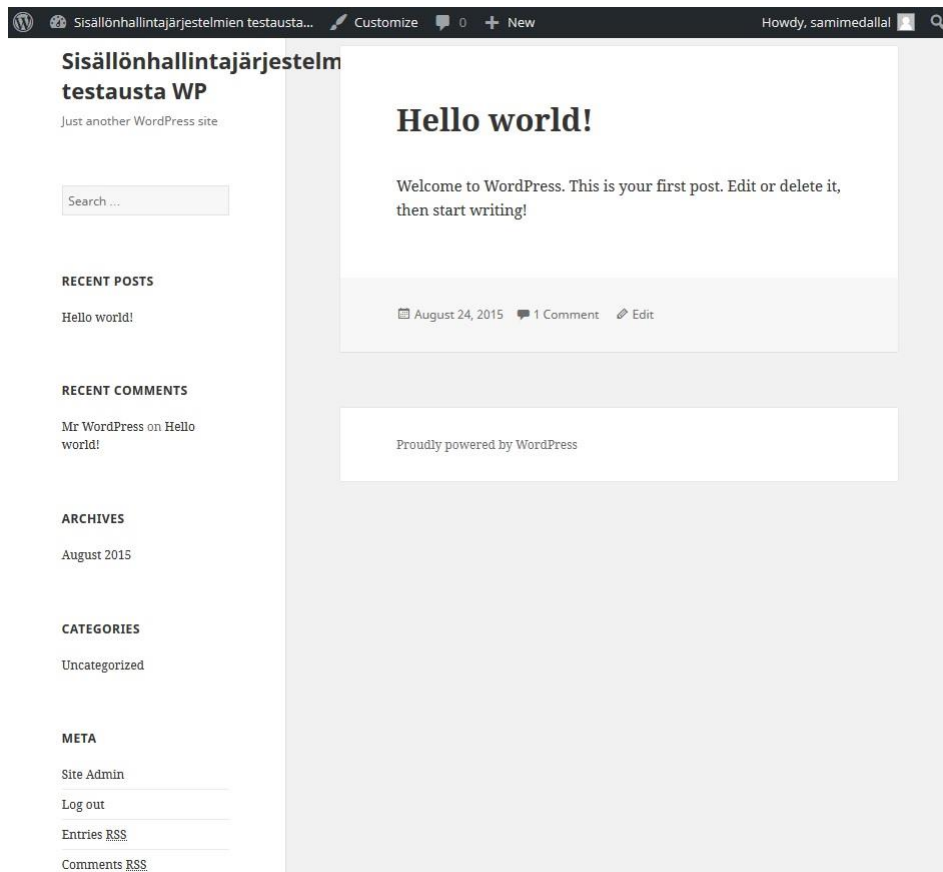 Sisällönhallintajärjestelmien testausta... Customize 0 New Howdy, samimedallal
Sisällönhallintajärjestelm
testausta WP
Just another WordPress site
Search ...
RECENT POSTS
Hello world!
RECENT COMMENTS
Mr WordPress on Hello
world!
ARCHIVES
August 2015
CATEGORIES
Uncategorized
META
Site Admin
Log out
Entries RSS
Comments RSS
Hello world!
Welcome to WordPress. This is your first post. Edit or delete it,
then start writing!
August 24, 2015 1 Comment Edit
Proudly powered by WordPress